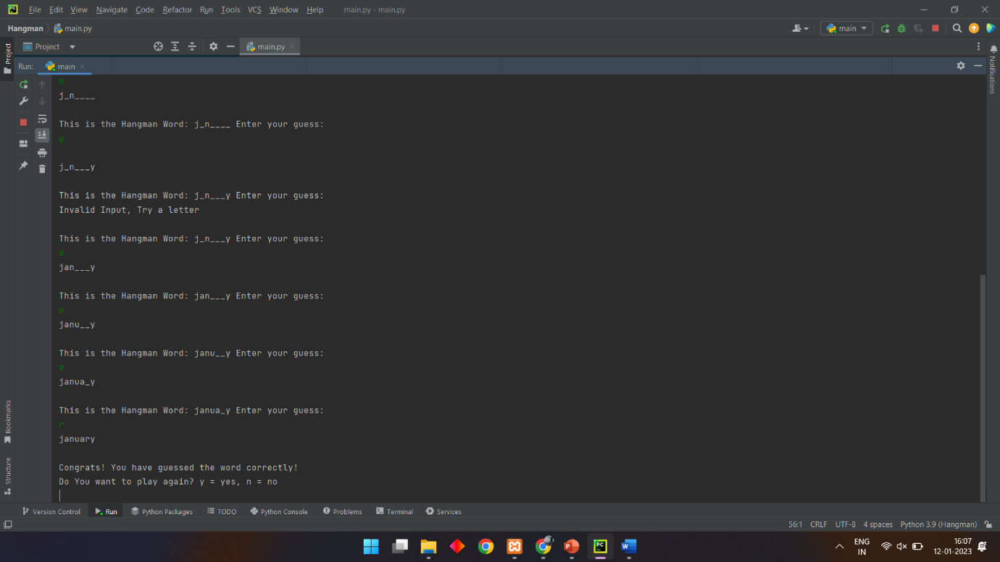 File Edit View Navigate Code Refactor Run Tools VCS Window Help main.py - main.py
Hangman main.py main
Project main.py
Run: main
n
j_n____
This is the Hangman Word: j_n____ Enter your guess:
y
j_n___y
This is the Hangman Word: j_n___y Enter your guess:
Invalid Input, Try a letter
This is the Hangman Word: j_n___y Enter your guess:
a
jan___y
This is the Hangman Word: jan___y Enter your guess:
u
janu__y
This is the Hangman Word: janu__y Enter your guess:
a
janua_y
This is the Hangman Word: janua_y Enter your guess:
r
january
Congrats! You have guessed the word correctly!
Do You want to play again? y = yes, n = no
Project
Bookmarks
Structure
Notifications
Version Control Run Python Packages TODO Python Console Problems Terminal Services
56:1 CRLF UTF-8 4 spaces Python 3.9 (Hangman)
ENG 16:07
IN 12-01-2023